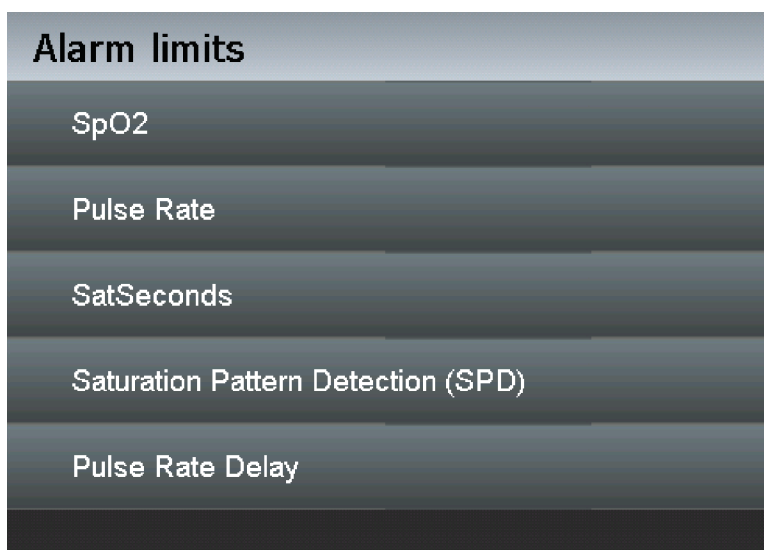 Alarm limits
SpO2
Pulse Rate
SatSeconds
Saturation Pattern Detection (SPD)
Pulse Rate Delay